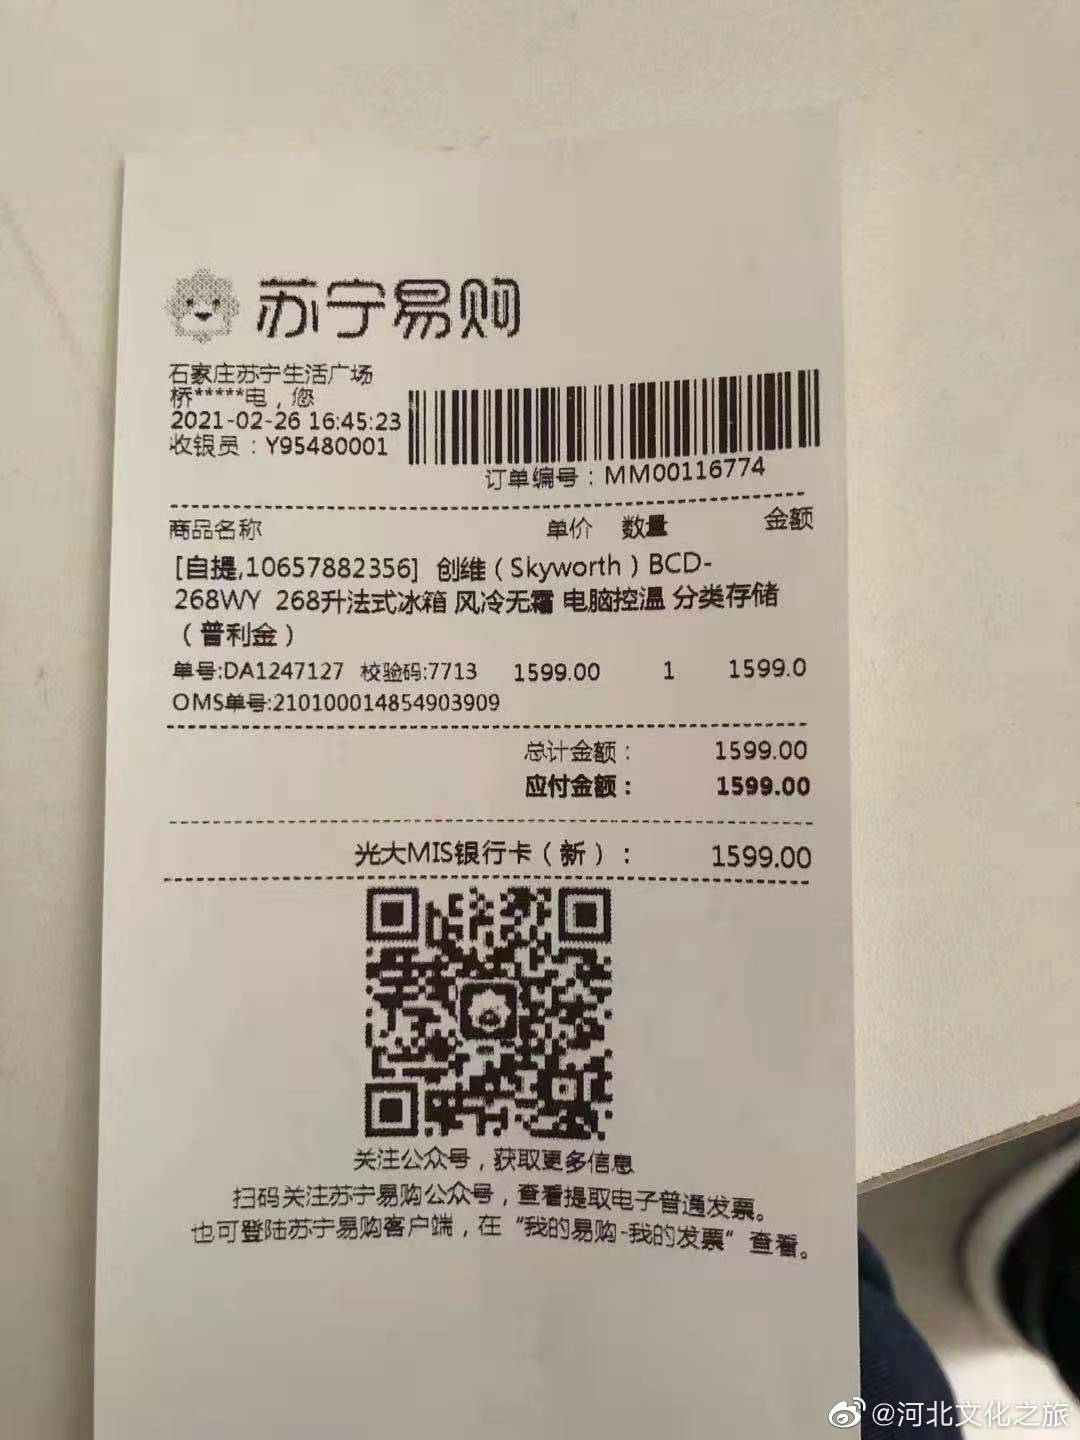 苏宁易购
石家庄苏宁生活广场
桥*****电，您
2021-02-26 16:45:23
收银员：Y95480001
订单编号：MM00116774
商品名称 单价 数量 金额
[自提,10657882356] 创维（Skyworth）BCD-
268WY 268升法式冰箱 风冷无霜 电脑控温 分类存储
（普利金）
单号:DA1247127 校验码:7713 1599.00 1 1599.0
OMS单号:210100014854903909
总计金额： 1599.00
应付金额： 1599.00
光大MIS银行卡（新）： 1599.00
关注公众号，获取更多信息
扫码关注苏宁易购公众号，查看提取电子普通发票。
也可登陆苏宁易购客户端，在“我的易购-我的发票”查看。
@河北文化之旅